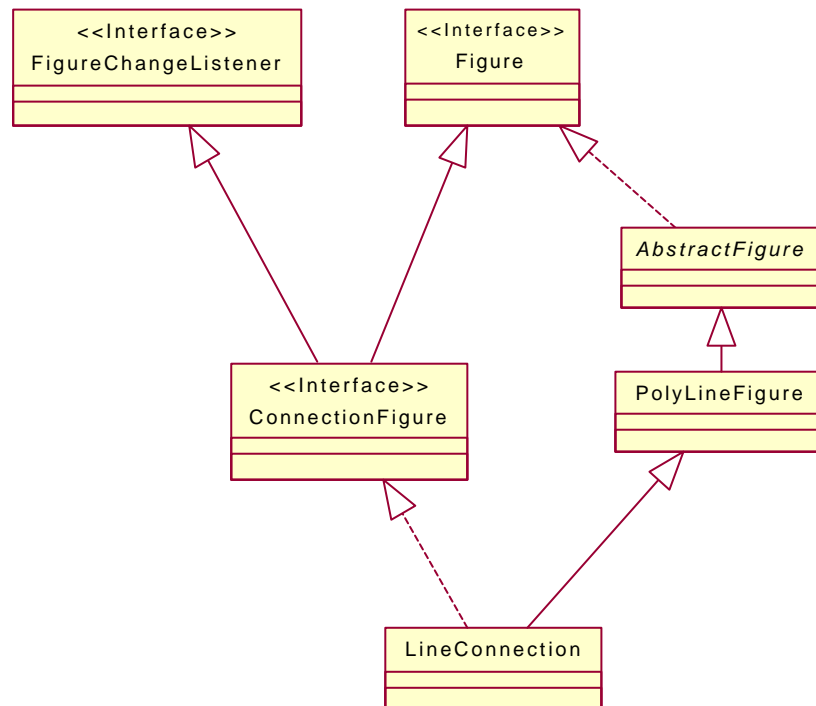 <<Interface>>
FigureChangeListener
<<Interface>>
Figure
AbstractFigure
<<Interface>>
ConnectionFigure
PolyLineFigure
LineConnection